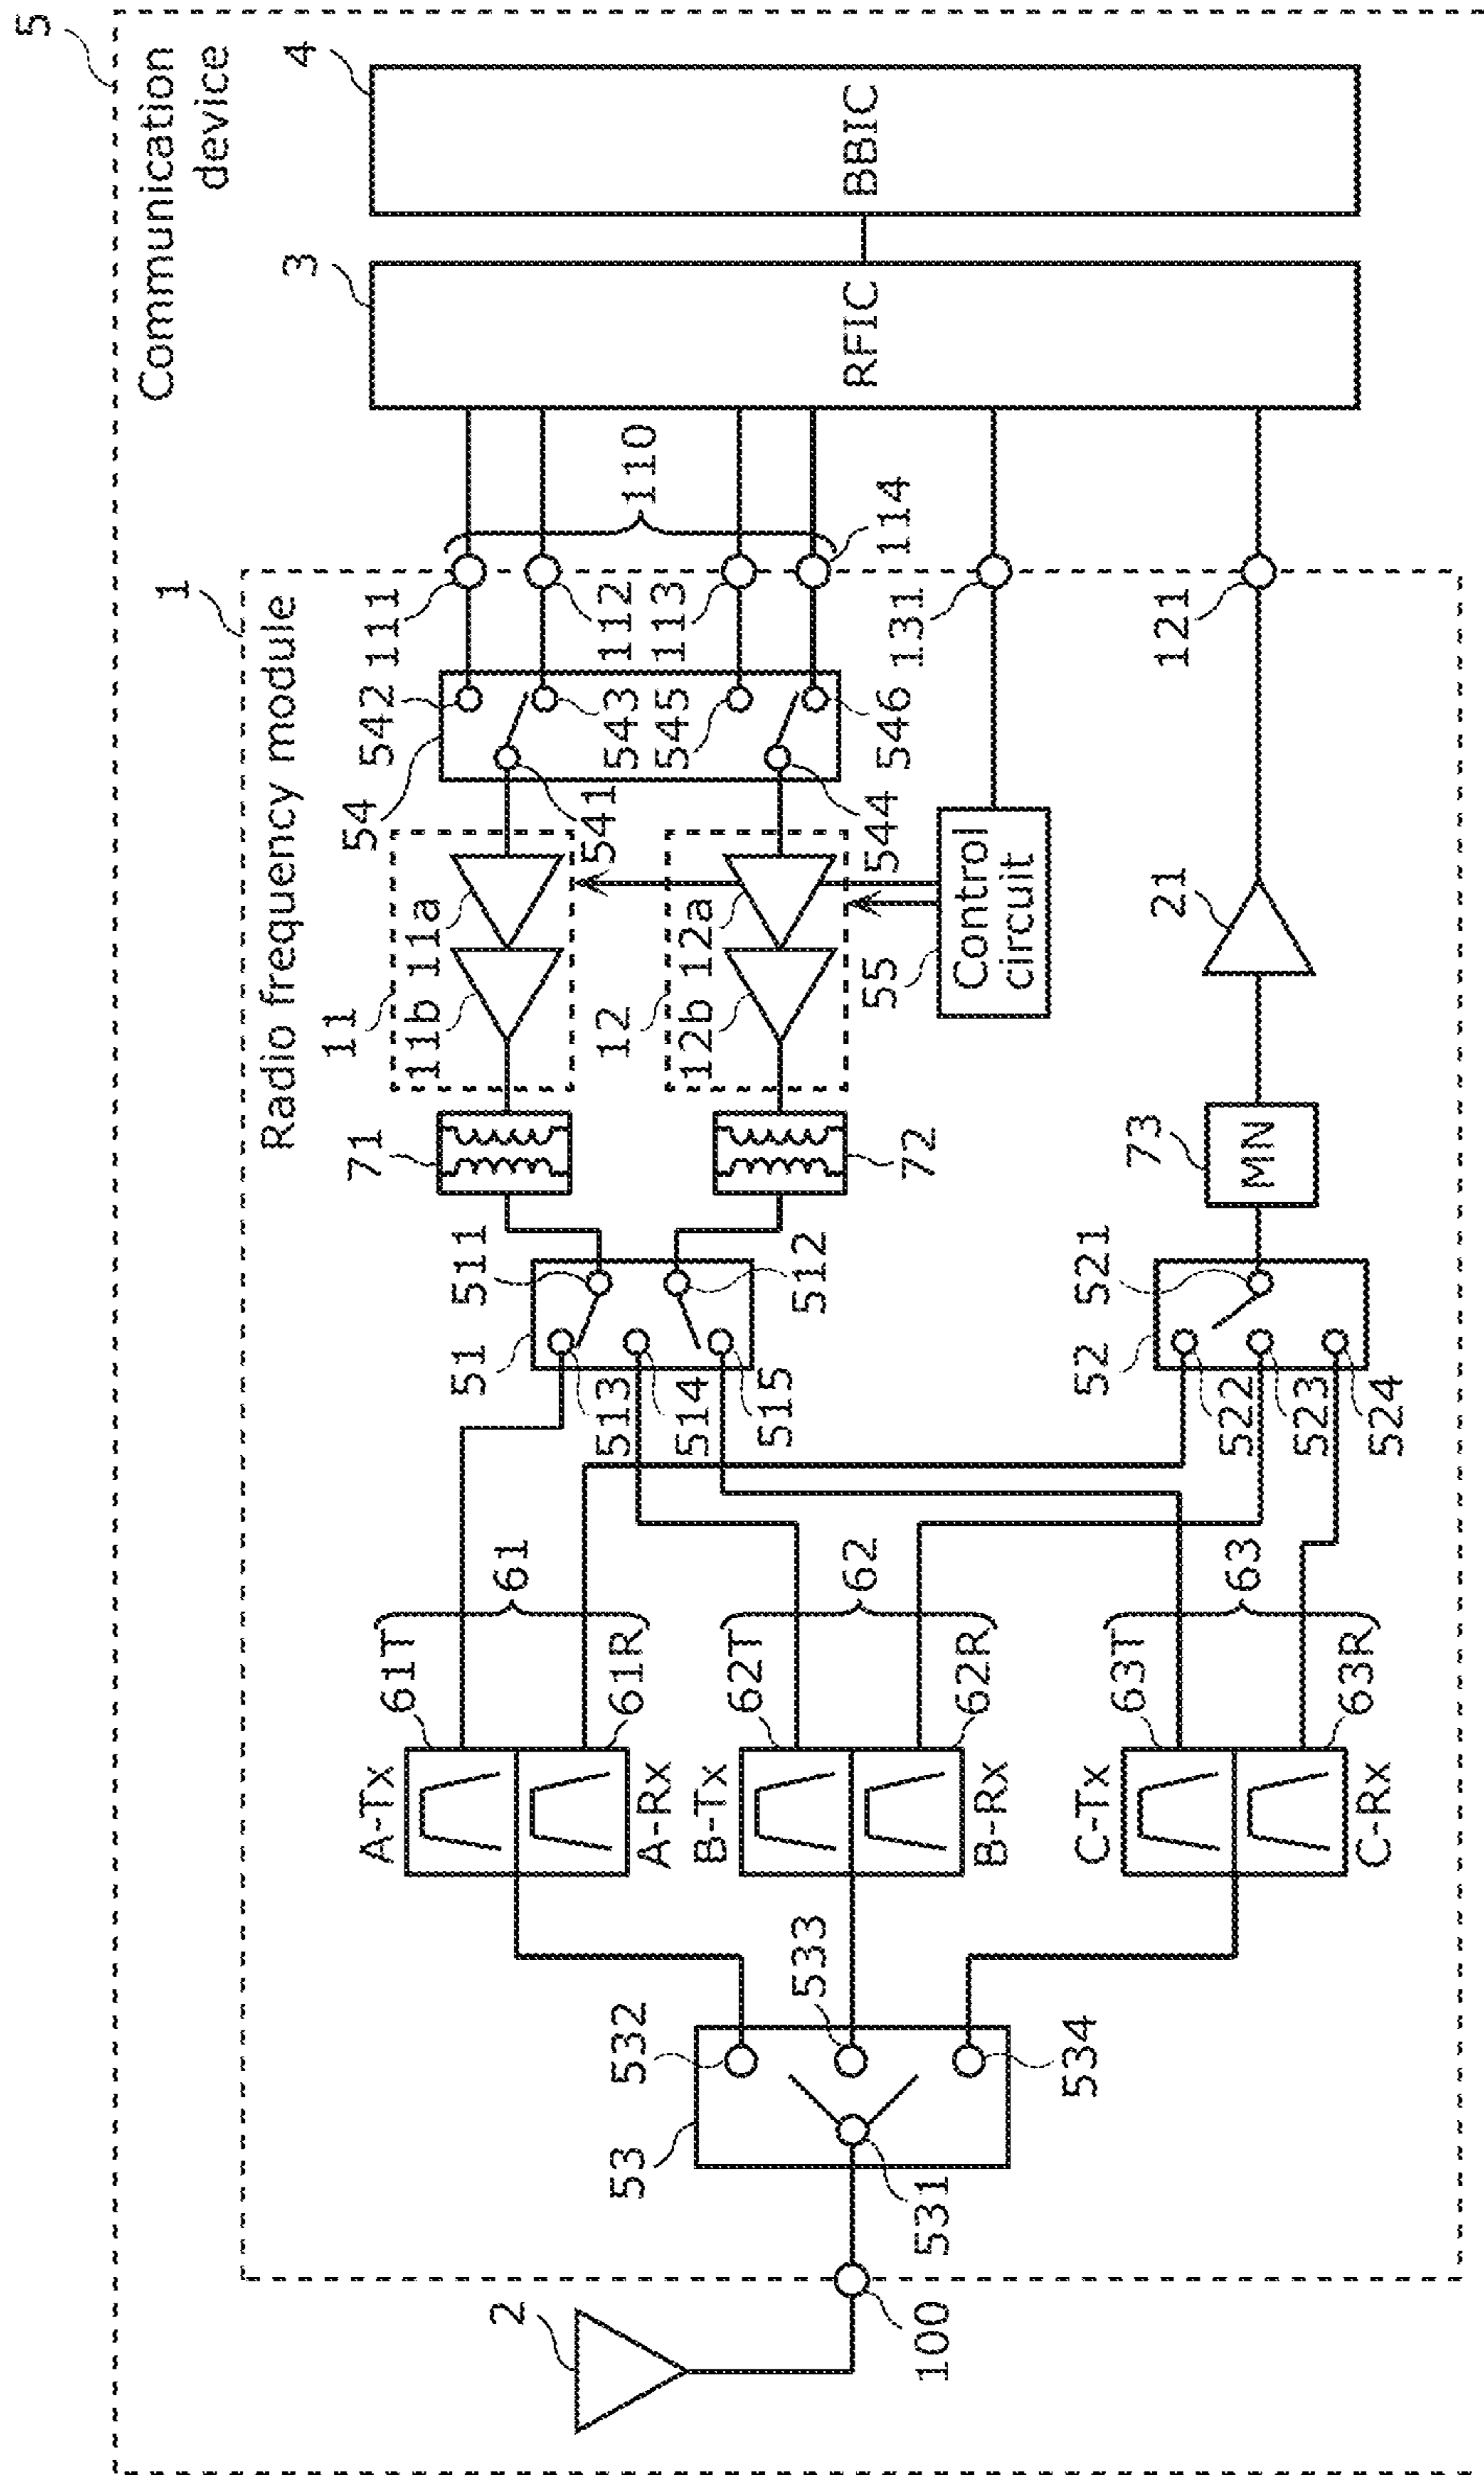 5
Communication
device
1
Radio frequency module
2
100
53
531
532
533
534
A-Tx
61T
61
A-Rx
61R
B-Tx
62T
62
B-Rx
62R
C-Tx
63T
63
C-Rx
63R
51
511
512
513
514
515
52
521
522
523
524
71
72
73
MN
11
11b
11a
12
12b
12a
55
Control
circuit
21
54
541
542
543
544
545
546
111
112
113
114
110
131
121
3
RFIC
4
BBIC